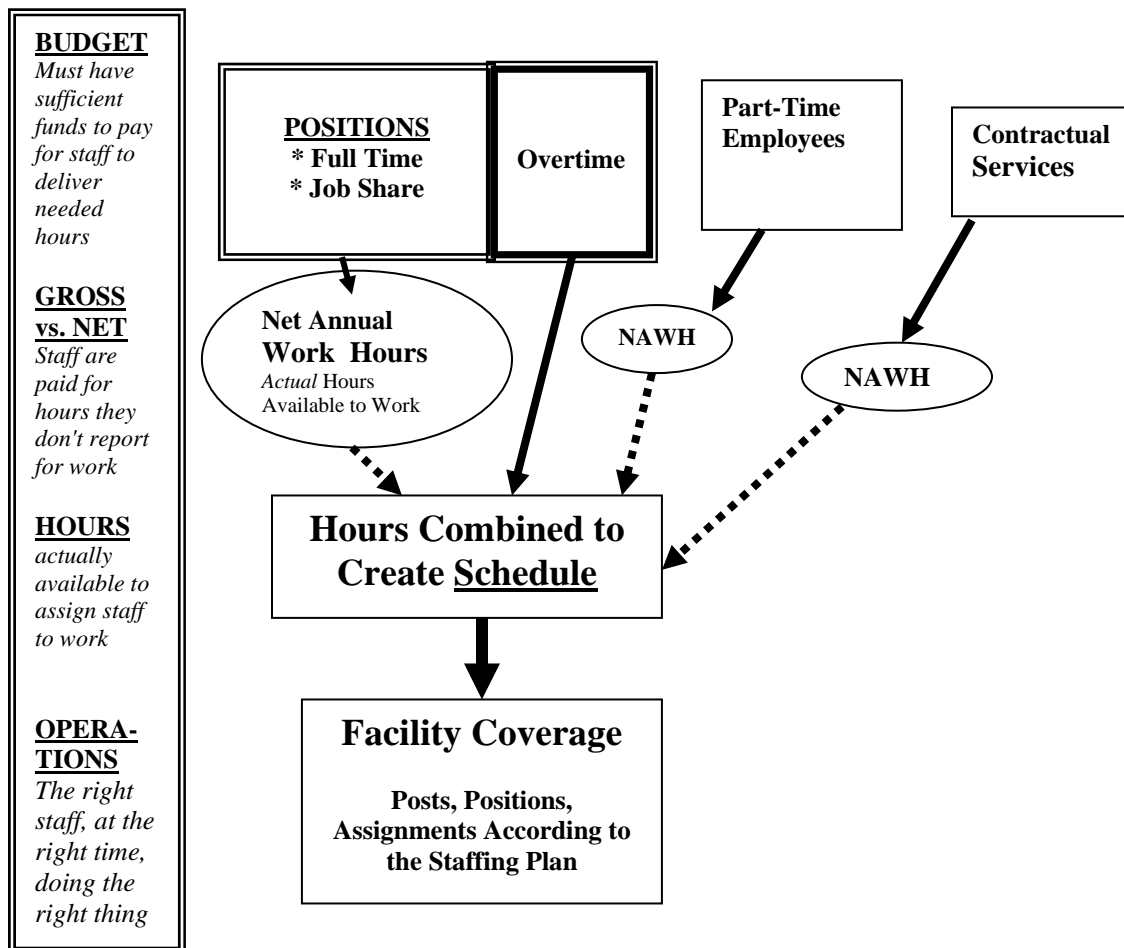 BUDGET
Must have
sufficient
funds to pay
for staff to
deliver
needed
hours
GROSS
vs. NET
Staff are
paid for
hours they
don't report
for work
HOURS
actually
available to
assign staff
to work
OPERA-
TIONS
The right
staff, at the
right time,
doing the
right thing
POSITIONS
* Full Time
* Job Share
Overtime
Part-Time
Employees
Contractual
Services
Net Annual
Work Hours
Actual Hours
Available to Work
NAWH
NAWH
Hours Combined to
Create Schedule
Facility Coverage
Posts, Positions,
Assignments According to
the Staffing Plan